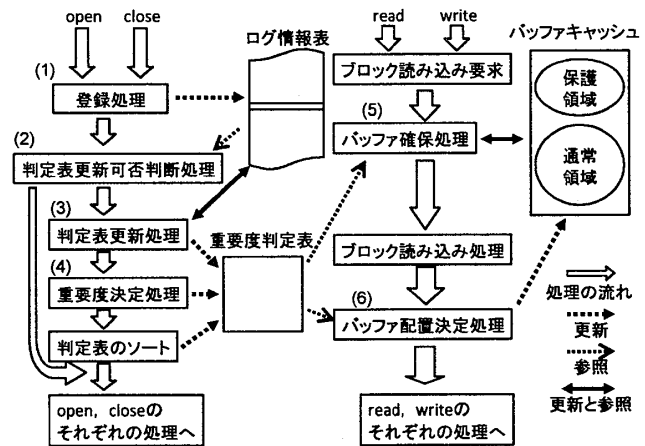 open close
(1)
登録処理
(2)
判定表更新可否判断処理
(3)
判定表更新処理
(4)
重要度決定処理
判定表のソート
open, closeの
それぞれの処理へ
ログ情報表
重要度判定表
read write
ブロック読み込み要求
(5)
バッファ確保処理
ブロック読み込み処理
(6)
バッファ配置決定処理
read, writeの
それぞれの処理へ
バッファキャッシュ
保護
領域
通常
領域
処理の流れ
更新
参照
更新と参照